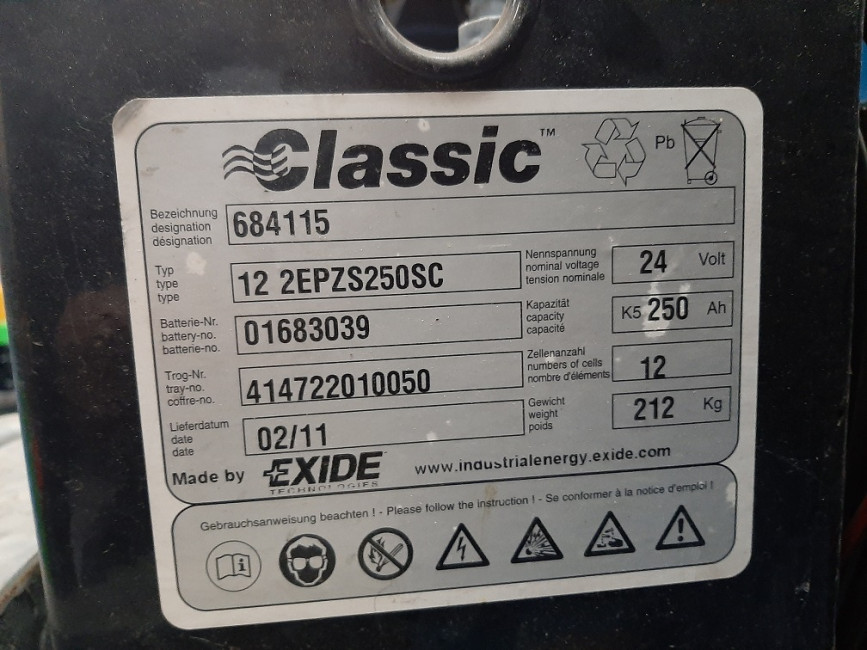 Classic™
Pb
Bezeichnung
designation
désignation
684115
Typ
type
type
12 2EPZS250SC
Nennspannung
nominal voltage
tension nominale
24 Volt
Batterie-Nr.
battery-no.
batterie-no.
01683039
Kapazität
capacity
capacité
K5 250 Ah
Trog-Nr.
tray-no.
coffre-no.
414722010050
Zellenanzahl
numbers of cells
nombre d'éléments
12
Lieferdatum
date
date
02/11
Gewicht
weight
poids
212 Kg
Made by EXIDE
TECHNOLOGIES
www.industrialenergy.exide.com
Gebrauchsanweisung beachten ! - Please follow the instruction ! - Se conformer à la notice d'emploi !